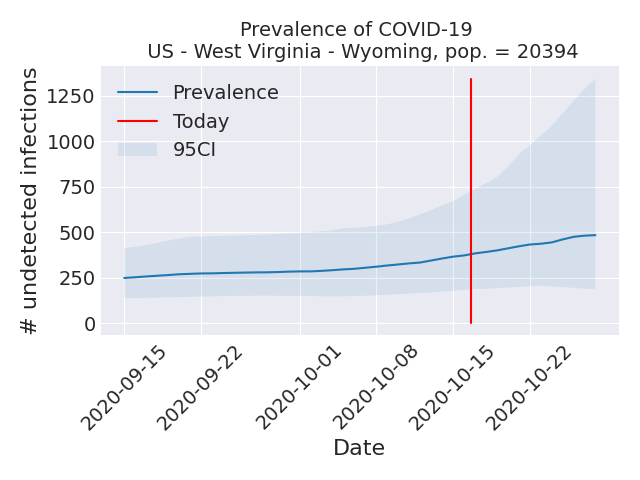 Prevalence of COVID-19
US - West Virginia - Wyoming, pop. = 20394
Prevalence
Today
95CI
# undetected infections
1250
1000
750
500
250
0
2020-09-15
2020-09-22
2020-10-01
2020-10-08
2020-10-15
2020-10-22
Date